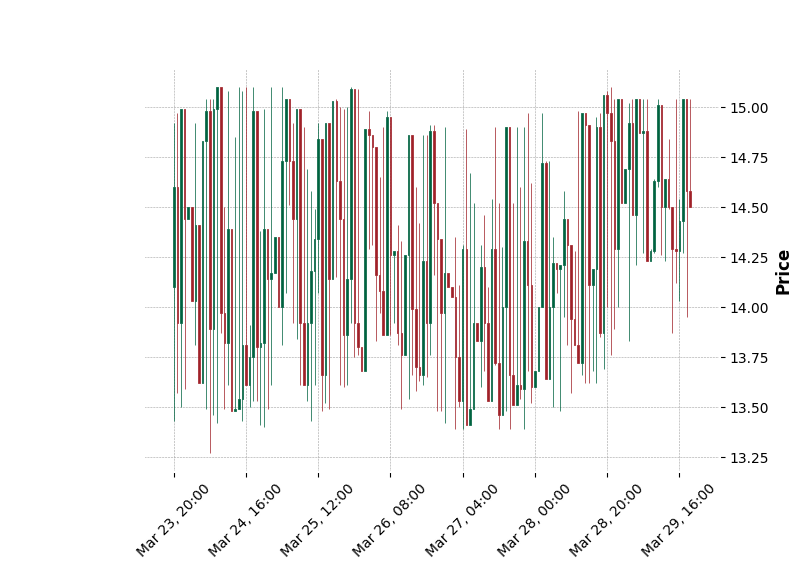 15.00
14.75
14.50
14.25
14.00
13.75
13.50
13.25
Price
Mar 23, 20:00
Mar 24, 16:00
Mar 25, 12:00
Mar 26, 08:00
Mar 27, 04:00
Mar 28, 00:00
Mar 28, 20:00
Mar 29, 16:00